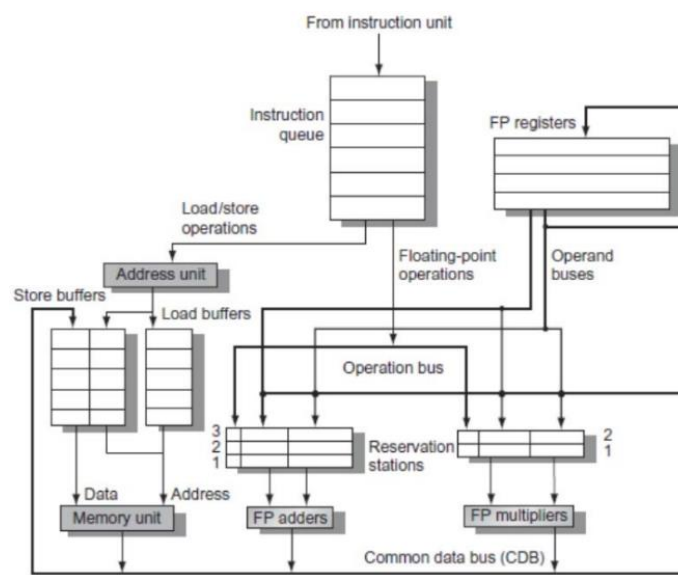 From instruction unit
Instruction
queue
FP registers
Load/store
operations
Floating-point
operations
Operand
buses
Address unit
Store buffers
Load buffers
Operation bus
3
2
1
Reservation
stations
2
1
Data
Address
Memory unit
FP adders
FP multipliers
Common data bus (CDB)